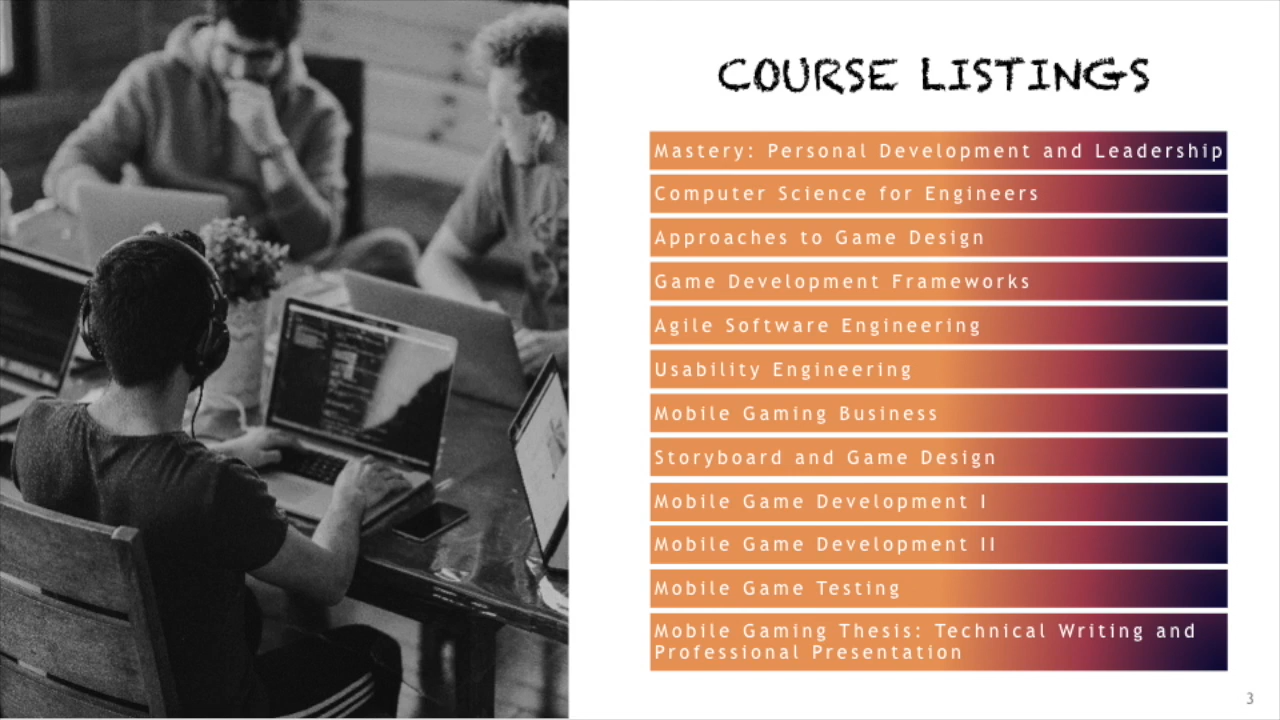 COURSE LISTINGS
Mastery: Personal Development and Leadership
Computer Science for Engineers
Approaches to Game Design
Game Development Frameworks
Agile Software Engineering
Usability Engineering
Mobile Gaming Business
Storyboard and Game Design
Mobile Game Development I
Mobile Game Development II
Mobile Game Testing
Mobile Gaming Thesis: Technical Writing and
Professional Presentation
3